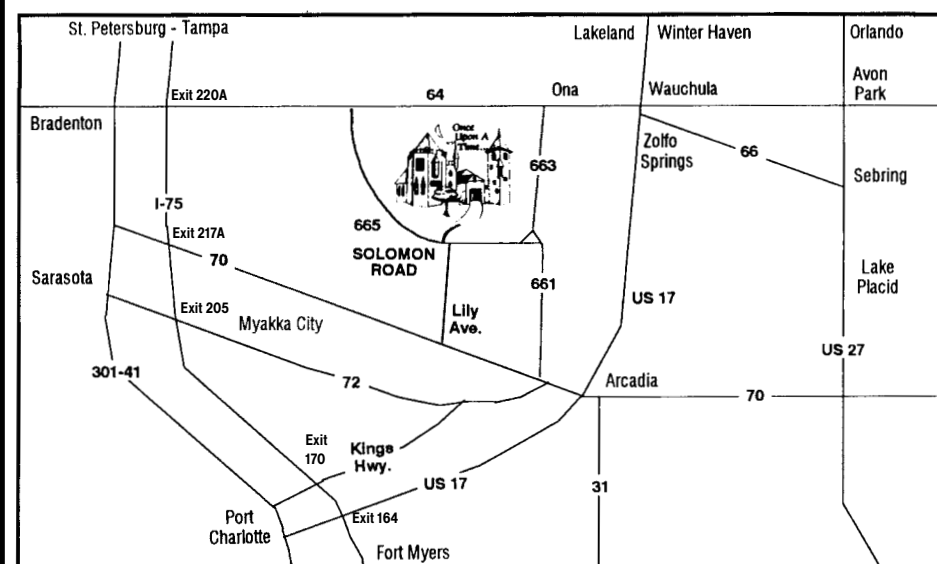 St. Petersburg - Tampa
Lakeland
Winter Haven
Orlando
Avon
Park
Exit 220A
64
Ona
Wauchula
Bradenton
Once
Upon A
Time
Zolfo
Springs
66
663
Sebring
I-75
665
Exit 217A
70
SOLOMON
ROAD
Sarasota
661
Lake
Placid
US 17
Exit 205
Myakka City
Lily
Ave.
US 27
301-41
72
Arcadia
70
Exit
170
Kings
Hwy.
US 17
31
Port
Charlotte
Exit 164
Fort Myers